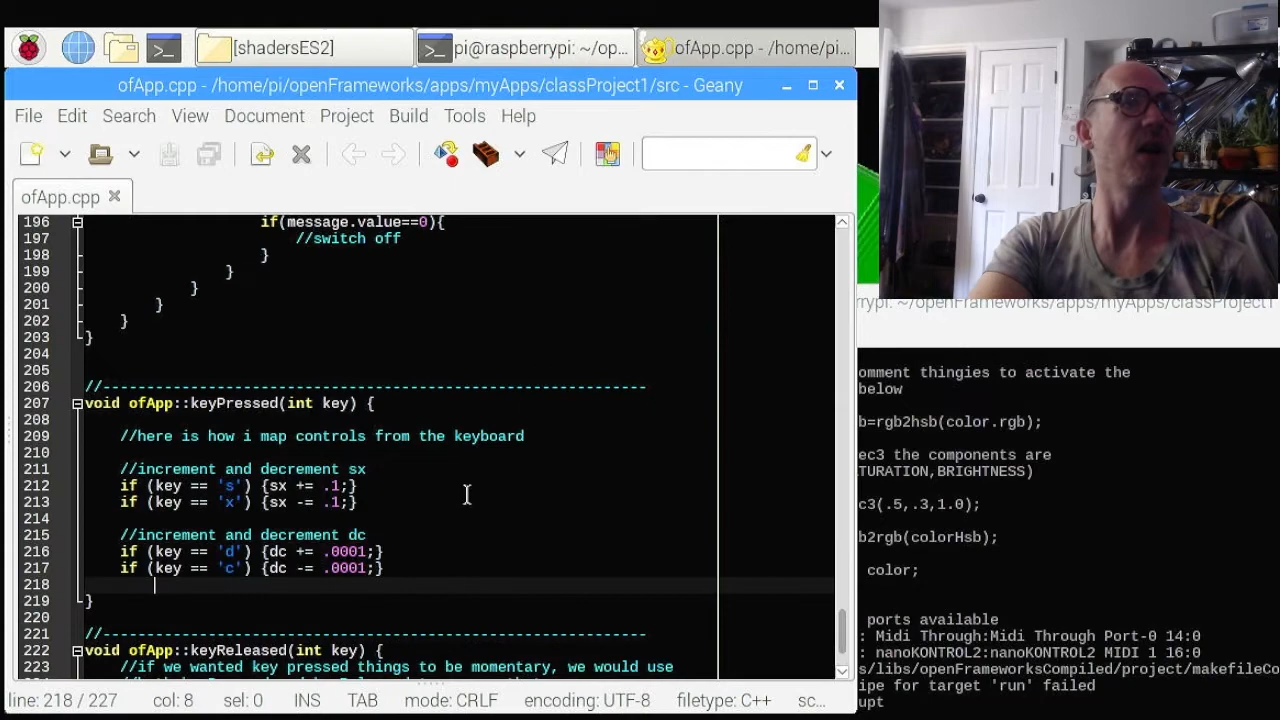 [shadersES2]
pi@raspberrypi: ~/op...
ofApp.cpp - /home/pi...
ofApp.cpp - /home/pi/openFrameworks/apps/myApps/classProject1/src - Geany
File Edit Search View Document Project Build Tools Help
ofApp.cpp
196 if(message.value==0){
197 //switch off
198 }
199 }
200 }
201 }
202 }
203 }
204
205
206 //--------------------------------------------------------------
207 void ofApp::keyPressed(int key) {
208
209 //here is how i map controls from the keyboard
210
211 //increment and decrement sx
212 if (key == 's') {sx += .1;}
213 if (key == 'x') {sx -= .1;}
214
215 //increment and decrement dc
216 if (key == 'd') {dc += .0001;}
217 if (key == 'c') {dc -= .0001;}
218
219 }
220
221 //--------------------------------------------------------------
222 void ofApp::keyReleased(int key) {
223 //if we wanted key pressed things to be momentary, we would use
line: 218 / 227 col: 8 sel: 0 INS TAB mode: CRLF encoding: UTF-8 filetype: C++ sc...
rrypi: ~/openFrameworks/apps/myApps/classProject1
omment thingies to activate the
below
b=rgb2hsb(color.rgb);
ec3 the components are
TURATION,BRIGHTNESS)
c3(.5,.3,1.0);
b2rgb(colorHsb);
color;
ports available
: Midi Through:Midi Through Port-0 14:0
: nanoKONTROL2:nanoKONTROL2 MIDI 1 16:0
s/libs/openFrameworksCompiled/project/makefileCo
ipe for target 'run' failed
upt